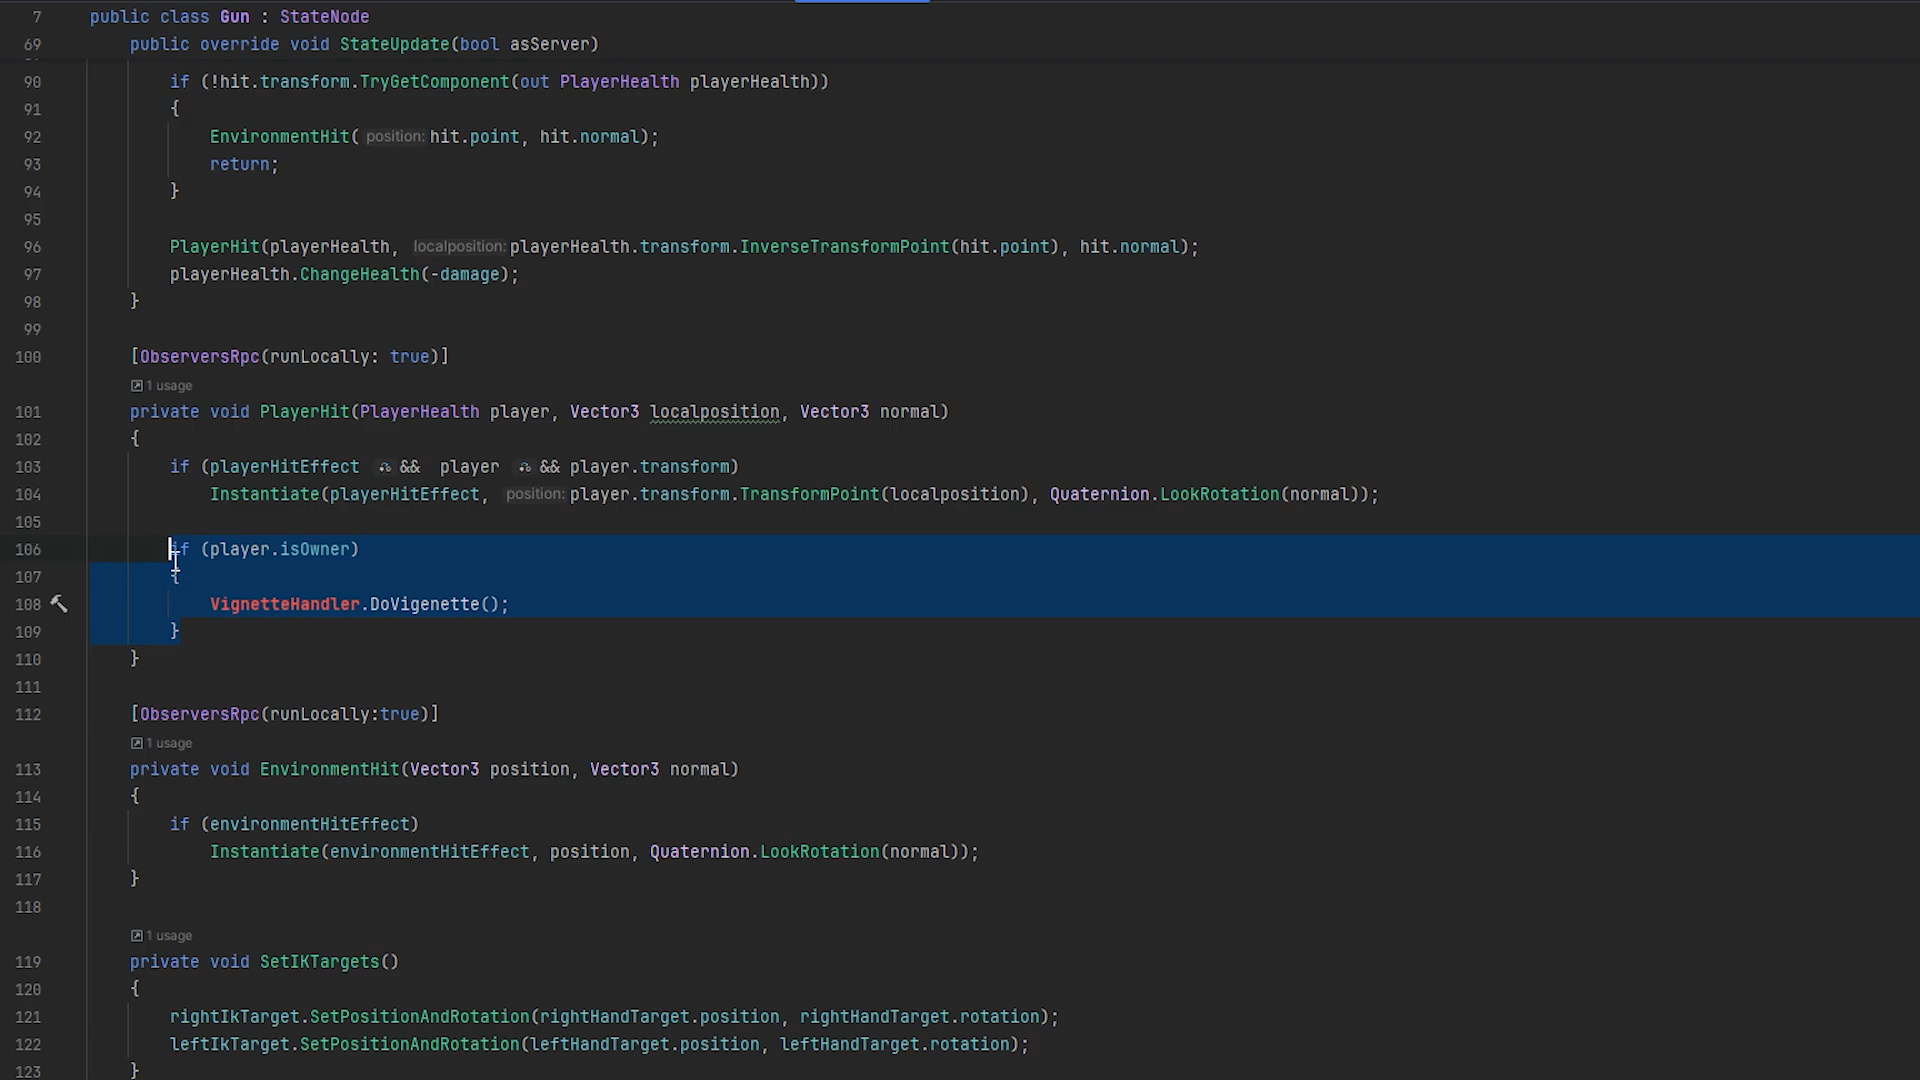 7 public class Gun : StateNode
69 public override void StateUpdate(bool asServer)
90 if (!hit.transform.TryGetComponent(out PlayerHealth playerHealth))
91 {
92 EnvironmentHit( position: hit.point, hit.normal);
93 return;
94 }
95
96 PlayerHit(playerHealth, localposition: playerHealth.transform.InverseTransformPoint(hit.point), hit.normal);
97 playerHealth.ChangeHealth(-damage);
98 }
99
100 [ObserversRpc(runLocally: true)]
1 usage
101 private void PlayerHit(PlayerHealth player, Vector3 localposition, Vector3 normal)
102 {
103 if (playerHitEffect && player && player.transform)
104 Instantiate(playerHitEffect, position: player.transform.TransformPoint(localposition), Quaternion.LookRotation(normal));
105
106 if (player.isOwner)
107 {
108 VignetteHandler.DoVigenette();
109 }
110 }
111
112 [ObserversRpc(runLocally:true)]
1 usage
113 private void EnvironmentHit(Vector3 position, Vector3 normal)
114 {
115 if (environmentHitEffect)
116 Instantiate(environmentHitEffect, position, Quaternion.LookRotation(normal));
117 }
118
1 usage
119 private void SetIKTargets()
120 {
121 rightIkTarget.SetPositionAndRotation(rightHandTarget.position, rightHandTarget.rotation);
122 leftIkTarget.SetPositionAndRotation(leftHandTarget.position, leftHandTarget.rotation);
123 }